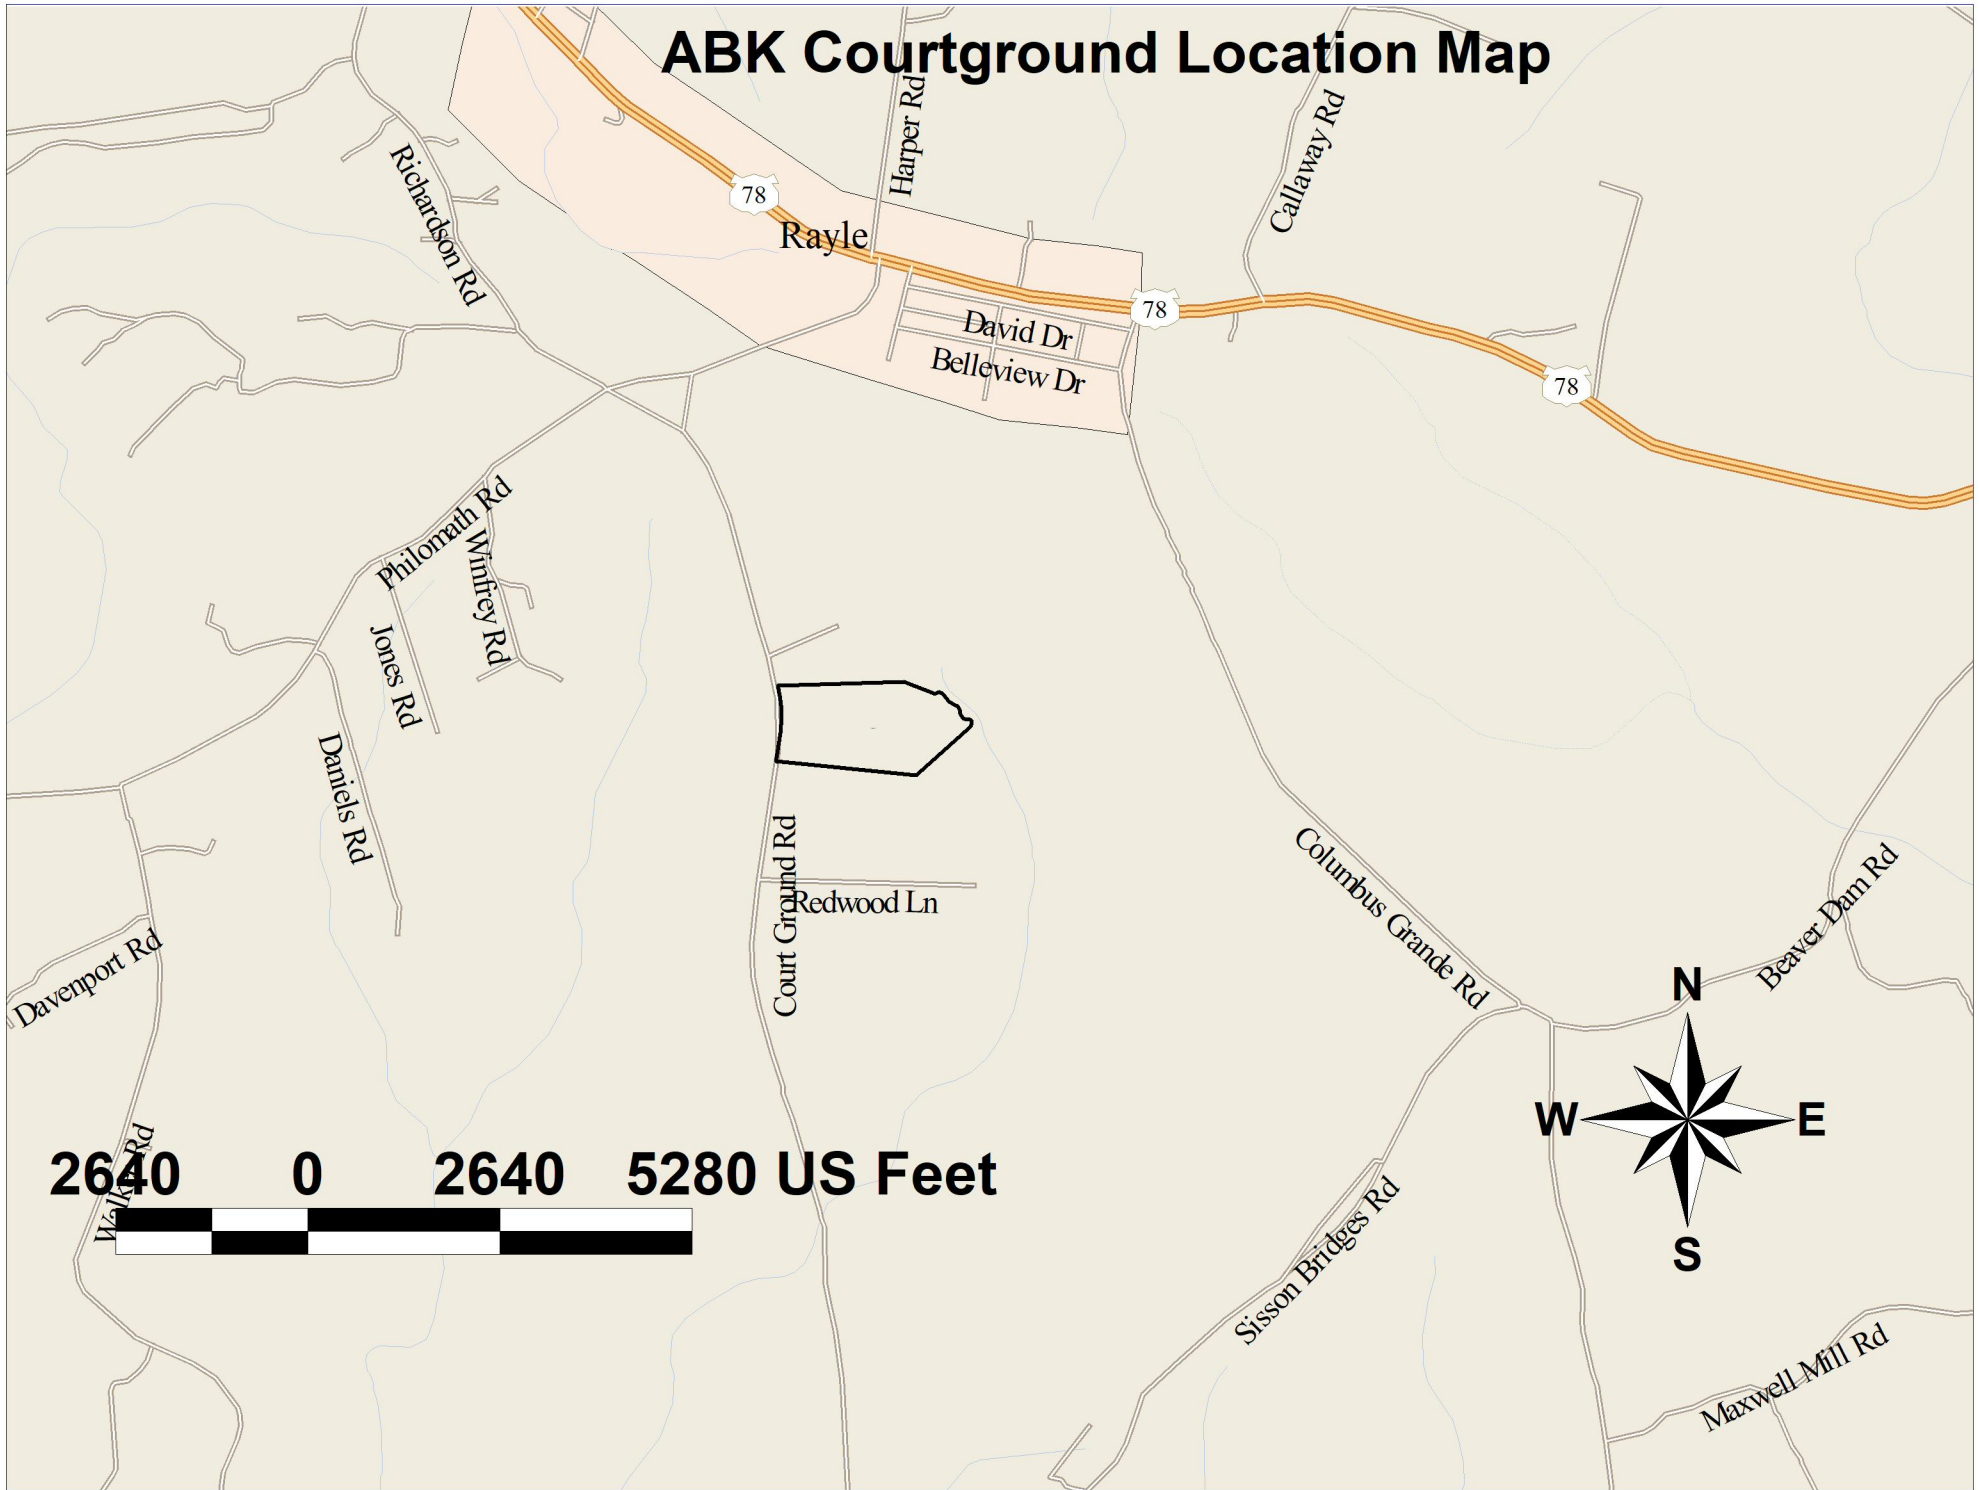 ABK Courtground Location Map
Harper Rd
Callaway Rd
Richardson Rd
78
Rayle
78
David Dr
Belleview Dr
78
Philomath Rd
Winfrey Rd
Jones Rd
Daniels Rd
Court Ground Rd
Redwood Ln
Columbus Grande Rd
Beaver Dam Rd
Davenport Rd
N
W
E
S
Walker Rd
2640 0 2640 5280 US Feet
Sisson Bridges Rd
Maxwell Mill Rd